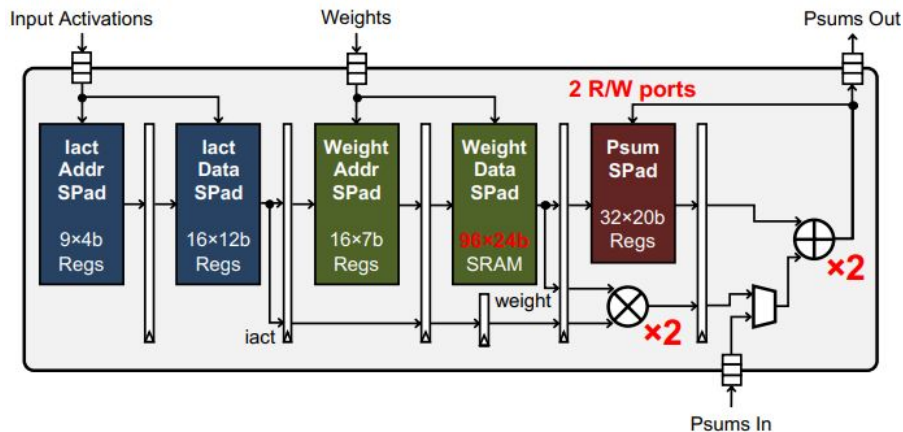 Input Activations
Weights
Psums Out
2 R/W ports
Iact
Addr
SPad
9×4b
Regs
Iact
Data
SPad
16×12b
Regs
Weight
Addr
SPad
16×7b
Regs
Weight
Data
SPad
96×24b
SRAM
Psum
SPad
32×20b
Regs
×2
weight
×2
iact
Psums In